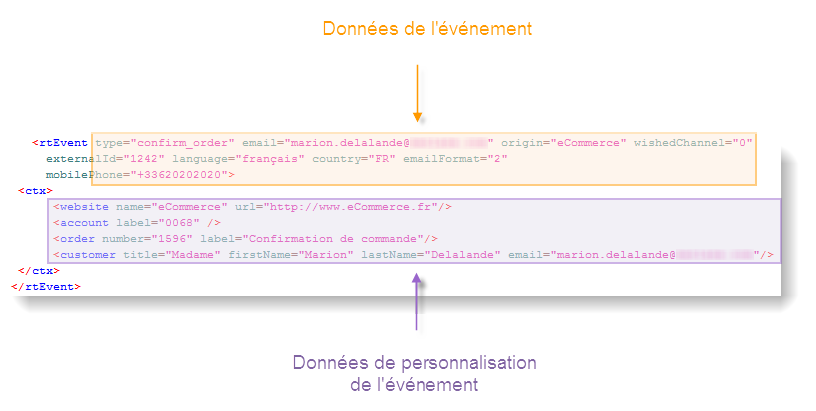 Données de l'événement
<rtEvent type="confirm_order" email="marion.delalande@ " origin="eCommerce" wishedChannel="0"
externalId="1242" language="français" country="FR" emailFormat="2"
mobilePhone="+33620202020">
<ctx>
<website name="eCommerce" url="http://www.eCommerce.fr"/>
<account label="0068" />
<order number="1596" label="Confirmation de commande"/>
<customer title="Madame" firstName="Marion" lastName="Delalande" email="marion.delalande@ "/>
</ctx>
</rtEvent>
Données de personnalisation
de l'événement